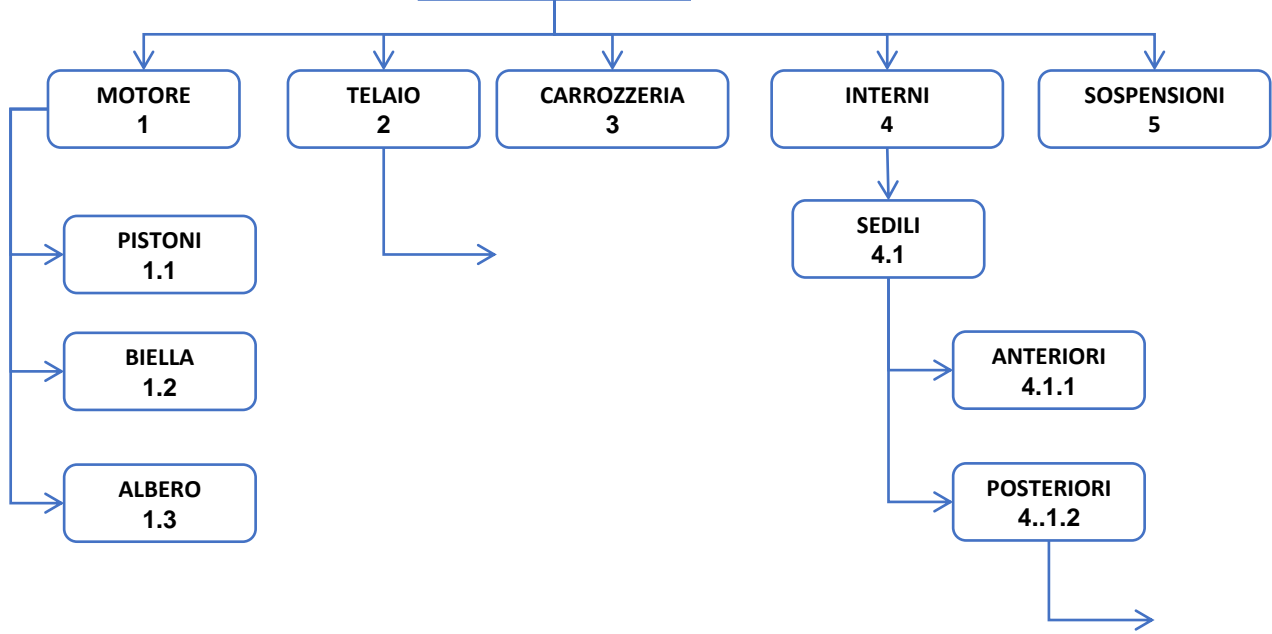 MOTORE
1
TELAIO
2
CARROZZERIA
3
INTERNI
4
SOSPENSIONI
5
PISTONI
1.1
SEDILI
4.1
BIELLA
1.2
ANTERIORI
4.1.1
ALBERO
1.3
POSTERIORI
4..1.2